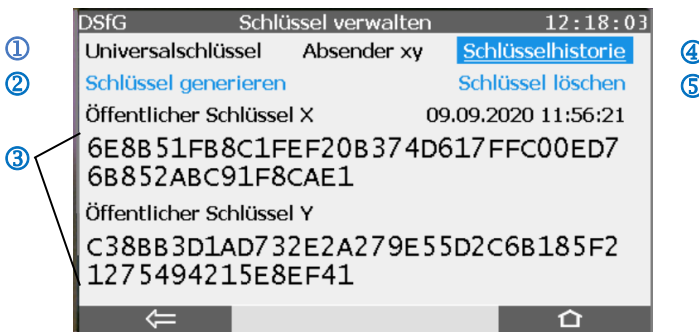 DSfG Schlüssel verwalten 12:18:03
① Universalschlüssel Absender xy Schlüsselhistorie ④
② Schlüssel generieren Schlüssel löschen ⑤
Öffentlicher Schlüssel X 09.09.2020 11:56:21
③ 6E8B51FB8C1FEF20B374D617FFC00ED7
6B852ABC91F8CAE1
Öffentlicher Schlüssel Y
C38BB3D1AD732E2A279E55D2C6B185F2
1275494215E8EF41